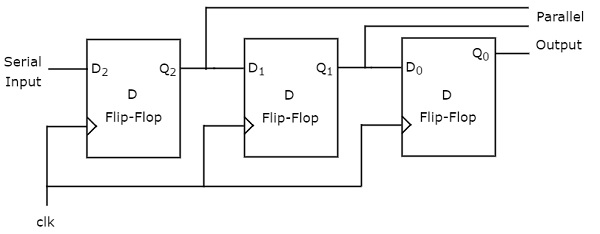 Parallel
Output
Serial
Input
D2
Q2
D
Flip-Flop
D1
Q1
D
Flip-Flop
D0
Q0
D
Flip-Flop
clk